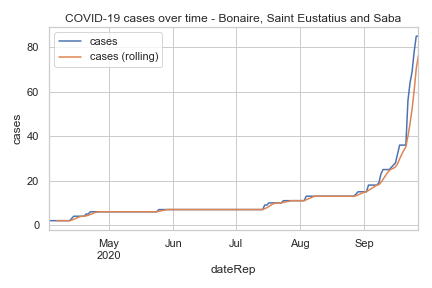 COVID-19 cases over time - Bonaire, Saint Eustatius and Saba
cases
cases (rolling)
80
60
40
20
0
cases
May
2020
Jun
Jul
Aug
Sep
dateRep